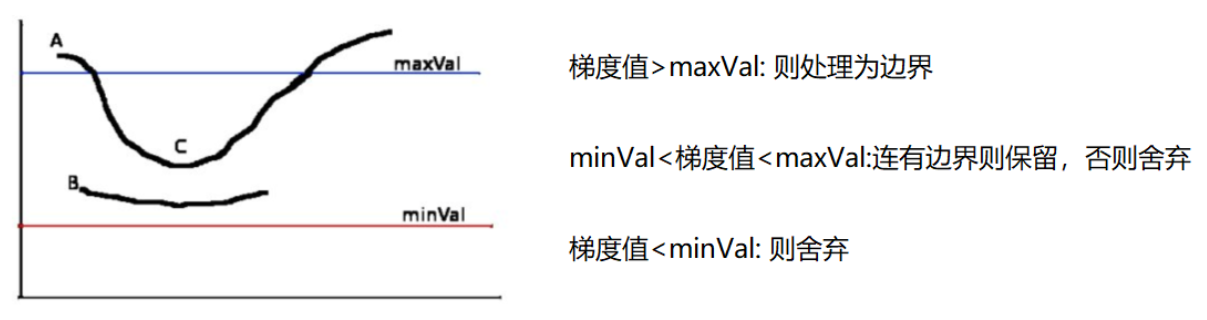 A
maxVal
C
B
minVal
梯度值>maxVal: 则处理为边界
minVal<梯度值<maxVal:连有边界则保留，否则舍弃
梯度值<minVal: 则舍弃